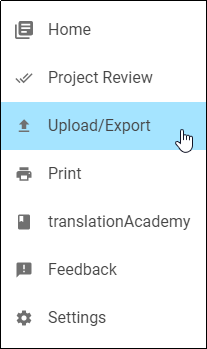 Home
Project Review
Upload/Export
Print
translationAcademy
Feedback
Settings